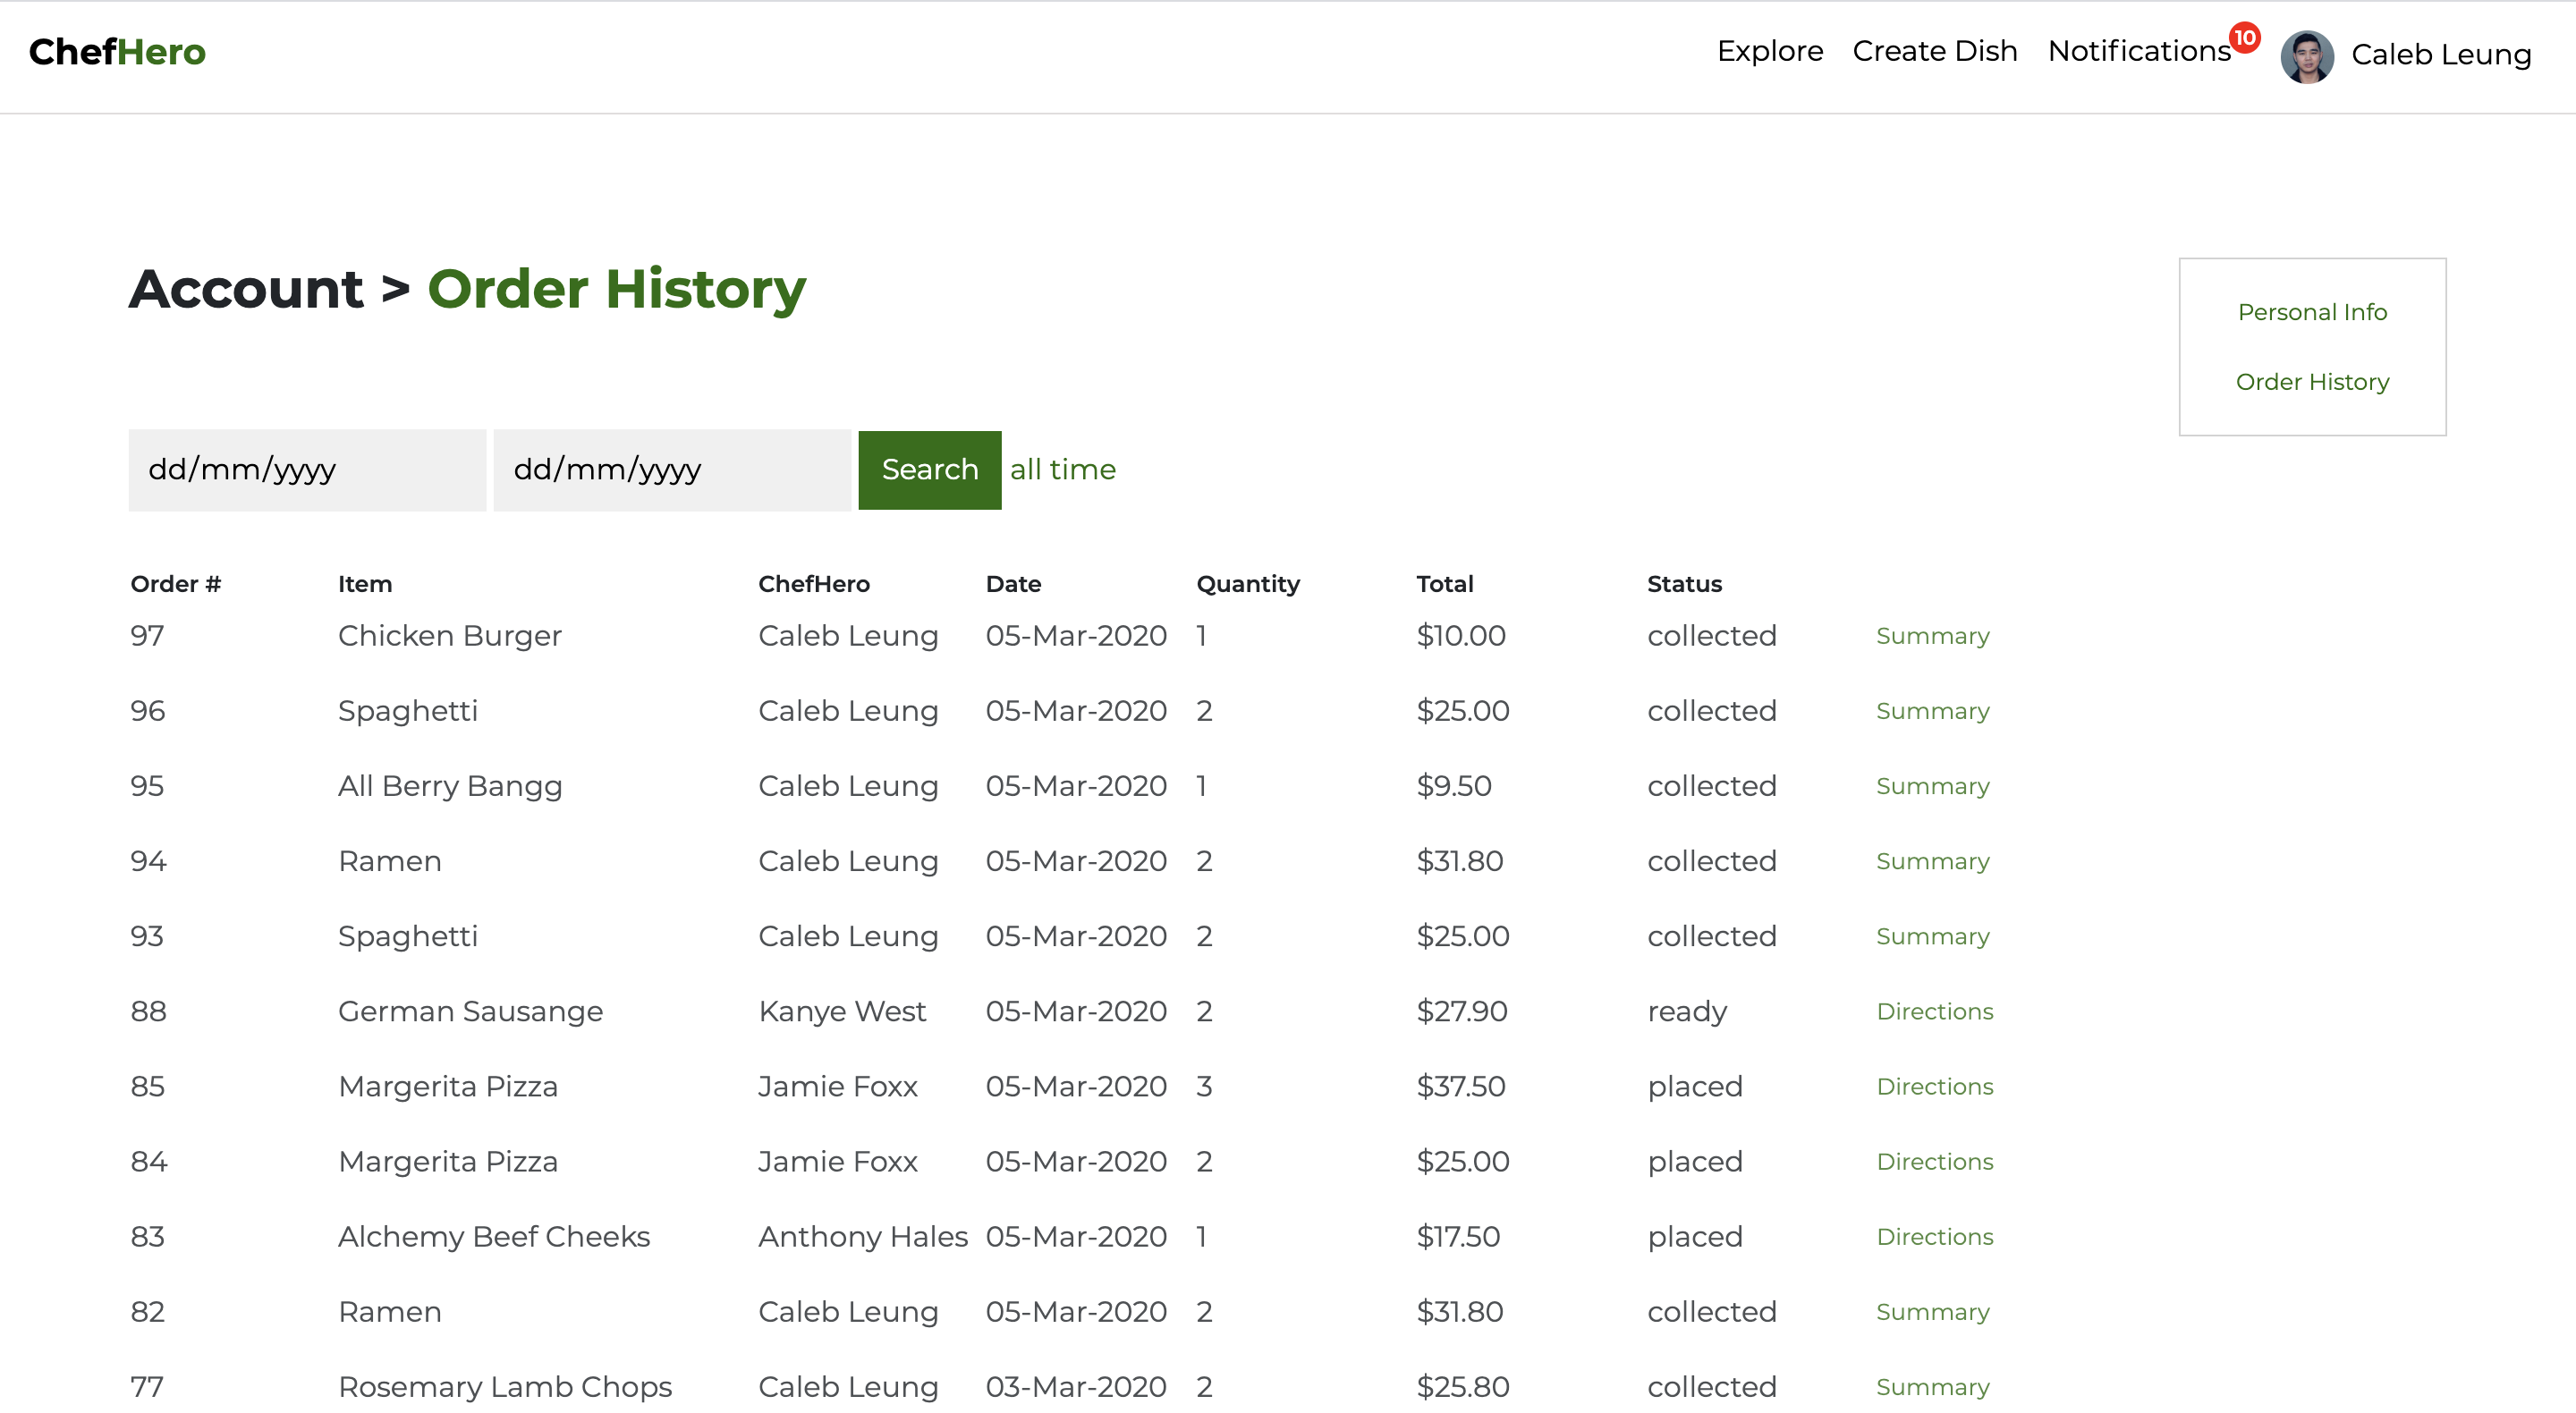 ChefHero Explore Create Dish Notifications 10 Caleb Leung
Account > Order History
Personal Info
Order History
dd/mm/yyyy dd/mm/yyyy Search all time
Order # Item ChefHero Date Quantity Total Status
97 Chicken Burger Caleb Leung 05-Mar-2020 1 $10.00 collected Summary
96 Spaghetti Caleb Leung 05-Mar-2020 2 $25.00 collected Summary
95 All Berry Bangg Caleb Leung 05-Mar-2020 1 $9.50 collected Summary
94 Ramen Caleb Leung 05-Mar-2020 2 $31.80 collected Summary
93 Spaghetti Caleb Leung 05-Mar-2020 2 $25.00 collected Summary
88 German Sausange Kanye West 05-Mar-2020 2 $27.90 ready Directions
85 Margerita Pizza Jamie Foxx 05-Mar-2020 3 $37.50 placed Directions
84 Margerita Pizza Jamie Foxx 05-Mar-2020 2 $25.00 placed Directions
83 Alchemy Beef Cheeks Anthony Hales 05-Mar-2020 1 $17.50 placed Directions
82 Ramen Caleb Leung 05-Mar-2020 2 $31.80 collected Summary
77 Rosemary Lamb Chops Caleb Leung 03-Mar-2020 2 $25.80 collected Summary